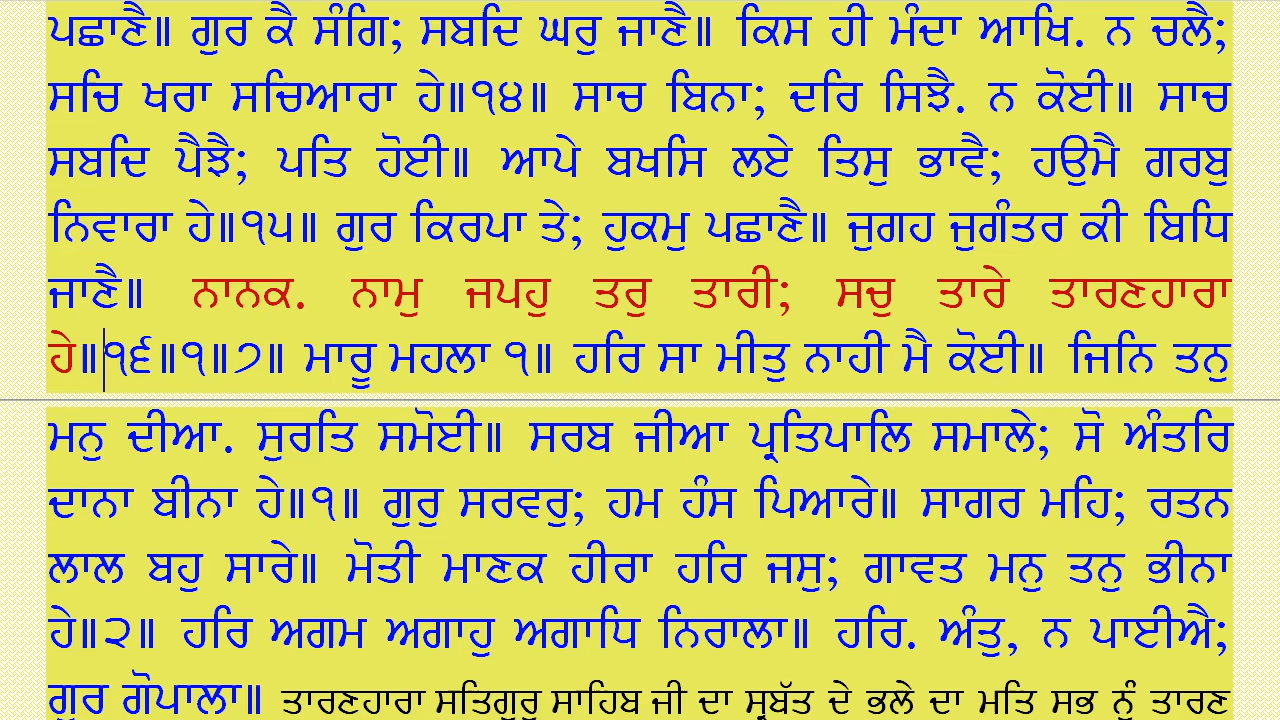 ਪਛਾਣੈ॥ ਗੁਰ ਕੈ ਸੰਗਿ; ਸਬਦਿ ਘਰੁ ਜਾਣੈ॥ ਕਿਸ ਹੀ ਮੰਦਾ ਆਖਿ. ਨ ਚਲੈ;
ਸਚਿ ਖਰਾ ਸਚਿਆਰਾ ਹੇ॥੧੪॥ ਸਾਚ ਬਿਨਾ; ਦਰਿ ਸਿਝੈ. ਨ ਕੋਈ॥ ਸਾਚ
ਸਬਦਿ ਪੈਝੈ; ਪਤਿ ਹੋਈ॥ ਆਪੇ ਬਖਸਿ ਲਏ ਤਿਸੁ ਭਾਵੈ; ਹਉਮੈ ਗਰਬੁ
ਨਿਵਾਰਾ ਹੇ॥੧੫॥ ਗੁਰ ਕਿਰਪਾ ਤੇ; ਹੁਕਮੁ ਪਛਾਣੈ॥ ਜੁਗਹ ਜੁਗੰਤਰ ਕੀ ਬਿਧਿ
ਜਾਣੈ॥ ਨਾਨਕ. ਨਾਮੁ ਜਪਹੁ ਤਰੁ ਤਾਰੀ; ਸਚੁ ਤਾਰੇ ਤਾਰਣਹਾਰਾ
ਹੇ॥੧੬॥੧॥੭॥ ਮਾਰੂ ਮਹਲਾ ੧॥ ਹਰਿ ਸਾ ਮੀਤੁ ਨਾਹੀ ਮੈ ਕੋਈ॥ ਜਿਨਿ ਤਨੁ
ਮਨੁ ਦੀਆ. ਸੁਰਤਿ ਸਮੋਈ॥ ਸਰਬ ਜੀਆ ਪ੍ਰਤਿਪਾਲਿ ਸਮਾਲੇ; ਸੋ ਅੰਤਰਿ
ਦਾਨਾ ਬੀਨਾ ਹੇ॥੧॥ ਗੁਰੁ ਸਰਵਰੁ; ਹਮ ਹੰਸ ਪਿਆਰੇ॥ ਸਾਗਰ ਮਹਿ; ਰਤਨ
ਲਾਲ ਬਹੁ ਸਾਰੇ॥ ਮੋਤੀ ਮਾਣਕ ਹੀਰਾ ਹਰਿ ਜਸੁ; ਗਾਵਤ ਮਨੁ ਤਨੁ ਭੀਨਾ
ਹੇ॥੨॥ ਹਰਿ ਅਗਮ ਅਗਾਹੁ ਅਗਾਧਿ ਨਿਰਾਲਾ॥ ਹਰਿ. ਅੰਤੁ, ਨ ਪਾਈਐ;
ਗੁਰ ਗੋਪਾਲਾ॥ ਤਾਰਣਹਾਰਾ ਸਤਿਗੁਰੁ ਸਾਹਿਬ ਜੀ ਦਾ ਸ੍ਰਬੱਤ ਦੇ ਭਲੇ ਦਾ ਮਤਿ ਸਭ ਨੂੰ ਤਾਰਣ